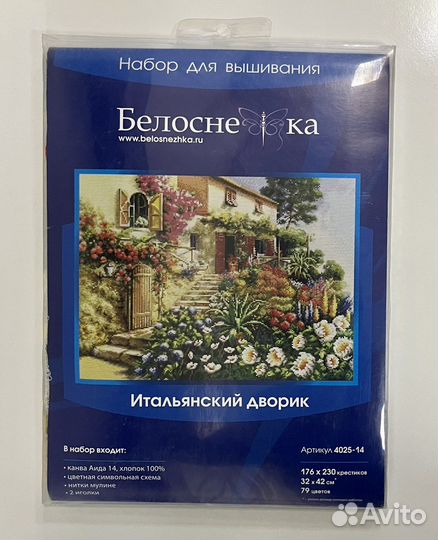 Набор для вышивания
Белоснежка
www.belosnezhka.ru
Итальянский дворик
В набор входит:
• канва Аида 14, хлопок 100%
• цветная символьная схема
• нитки мулине
• 2 иголки
Артикул 4025-14
176 x 230 крестиков
32 x 42 см
79 цветов
Avito